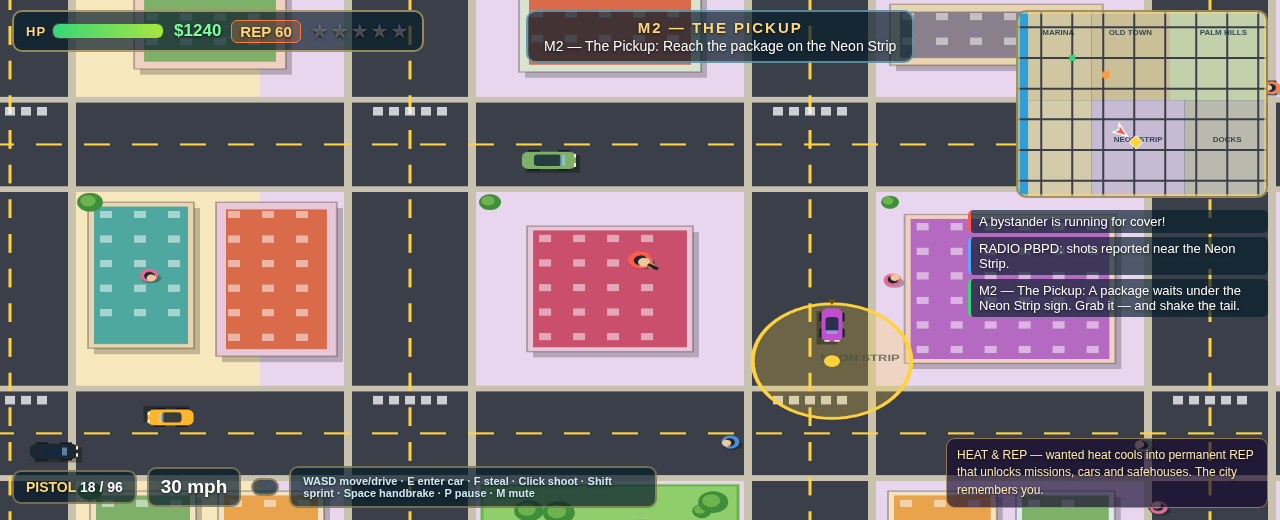 HP $1240 REP 60 ★★★★★
M2 — THE PICKUP
M2 — The Pickup: Reach the package on the Neon Strip
MARINA OLD TOWN PALM HILLS
NEON STRIP DOCKS
A bystander is running for cover!
RADIO PBPD: shots reported near the Neon
Strip.
M2 — The Pickup: A package waits under the
Neon Strip sign. Grab it — and shake the tail.
NEON STRIP
HEAT & REP — wanted heat cools into permanent REP
that unlocks missions, cars and safehouses. The city
remembers you.
PISTOL 18 / 96
30 mph
WASD move/drive · E enter car · F steal · Click shoot · Shift
sprint · Space handbrake · P pause · M mute